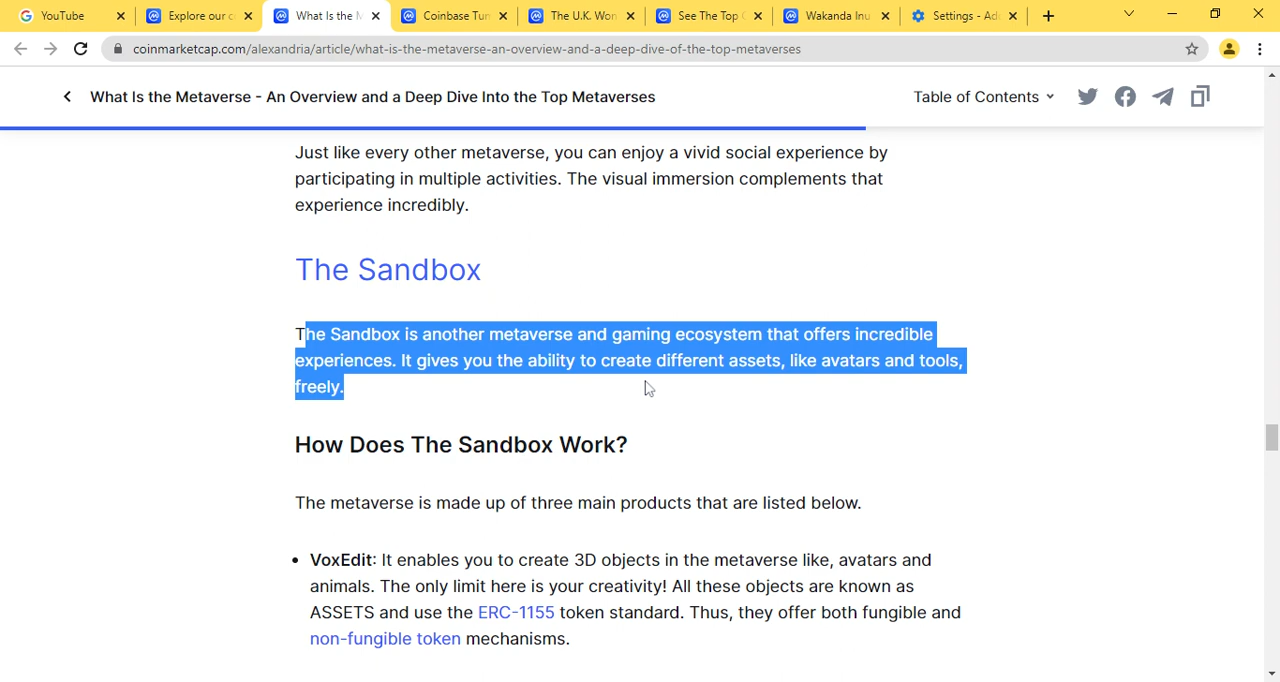 YouTube
Explore our c
What Is the M
Coinbase Tur
The U.K. Won
See The Top C
Wakanda Inu
Settings - Ad
coinmarketcap.com/alexandria/article/what-is-the-metaverse-an-overview-and-a-deep-dive-of-the-top-metaverses
What Is the Metaverse - An Overview and a Deep Dive Into the Top Metaverses
Table of Contents
Just like every other metaverse, you can enjoy a vivid social experience by
participating in multiple activities. The visual immersion complements that
experience incredibly.
The Sandbox
The Sandbox is another metaverse and gaming ecosystem that offers incredible
experiences. It gives you the ability to create different assets, like avatars and tools,
freely.
How Does The Sandbox Work?
The metaverse is made up of three main products that are listed below.
• VoxEdit: It enables you to create 3D objects in the metaverse like, avatars and
animals. The only limit here is your creativity! All these objects are known as
ASSETS and use the ERC-1155 token standard. Thus, they offer both fungible and
non-fungible token mechanisms.